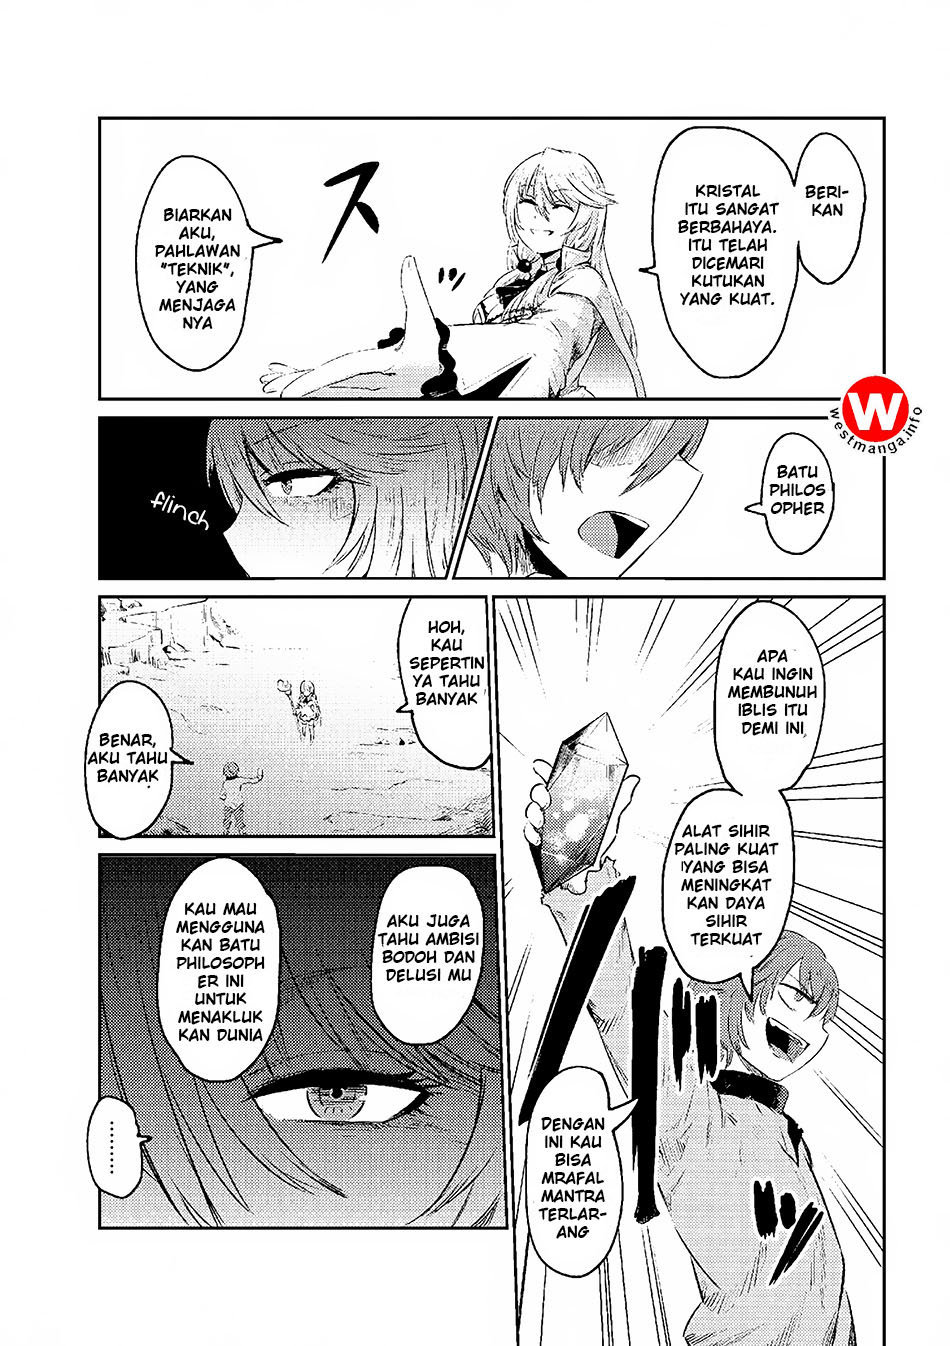 BERI-
KAN
KRISTAL
ITU SANGAT
BERBAHAYA.
ITU TELAH
DICEMARI
KUTUKAN
YANG KUAT.
ス
ッ
BIARKAN
AKU,
PAHLAWAN
"TEKNIK",
YANG
MENJAGA
NYA
W
westmanga.info
BATU
PHILOS
OPHER
flinch
APA
KAU INGIN
MEMBUNUH
IBLIS ITU
DEMI INI
ALAT SIHIR
PALING KUAT
YANG BISA
MENINGKAT
KAN DAYA
SIHIR
TERKUAT
DENGAN
INI KAU
BISA
MRAFAL
MANTRA
TERLAR-
ANG
HOH,
KAU
SEPERTIN
YA TAHU
BANYAK
BENAR,
AKU TAHU
BANYAK
AKU JUGA
TAHU AMBISI
BODOH DAN
DELUSI MU
KAU MAU
MENGGUNA
KAN BATU
PHILOSOPH
ER INI
UNTUK
MENAKLUK
KAN DUNIA
........